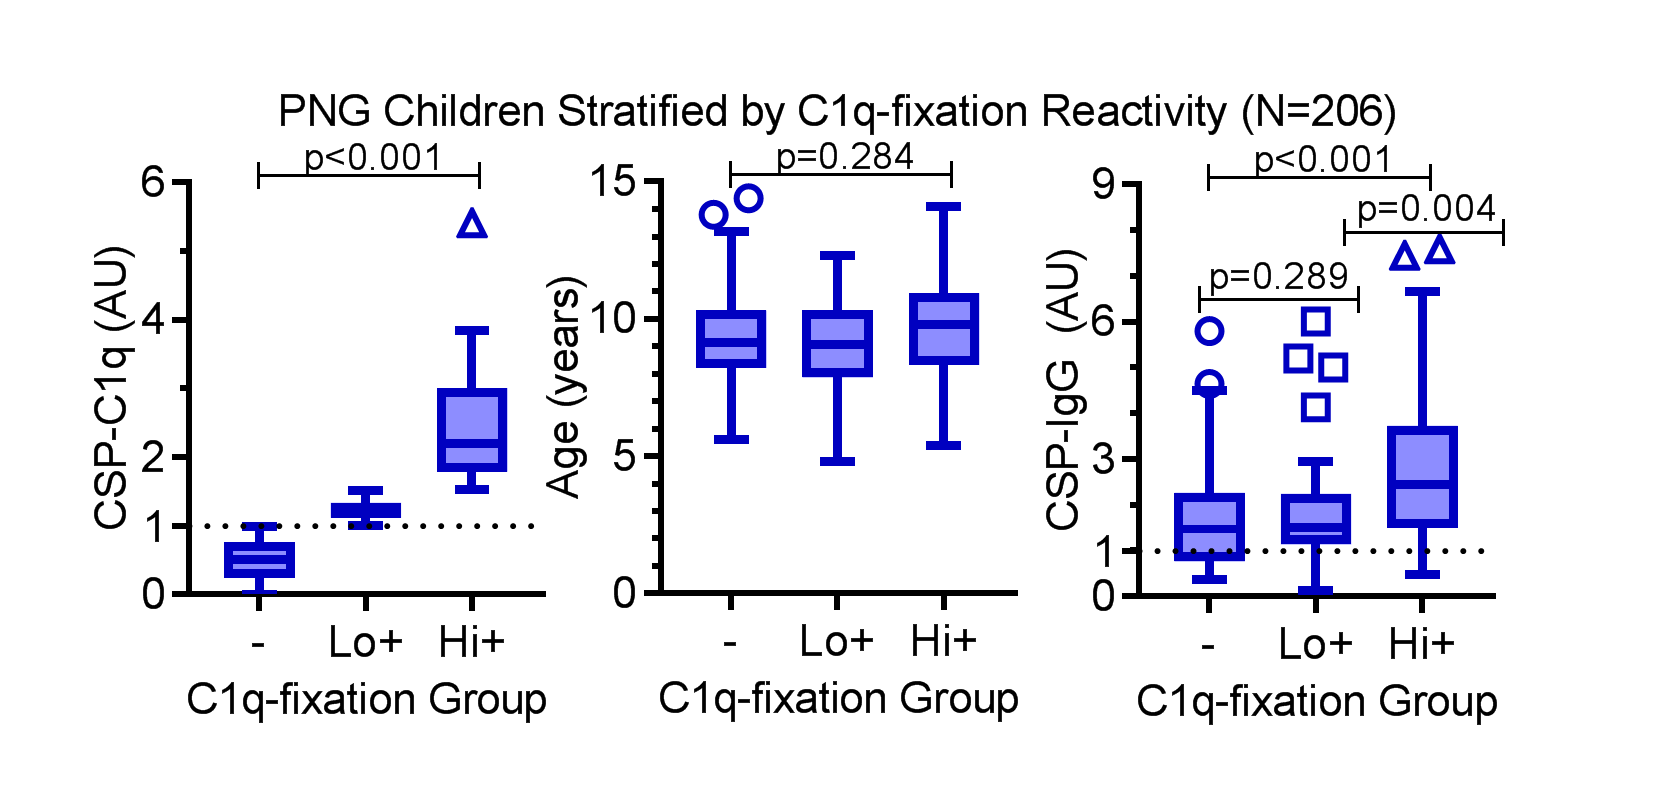 PNG Children Stratified by C1q-fixation Reactivity (N=206)
p<0.001
6
4
2
1
0
CSP-C1q (AU)
-
Lo+
Hi+
C1q-fixation Group
p=0.284
15
10
5
0
Age (years)
-
Lo+
Hi+
C1q-fixation Group
p<0.001
p=0.004
p=0.289
9
6
3
1
0
CSP-IgG (AU)
-
Lo+
Hi+
C1q-fixation Group